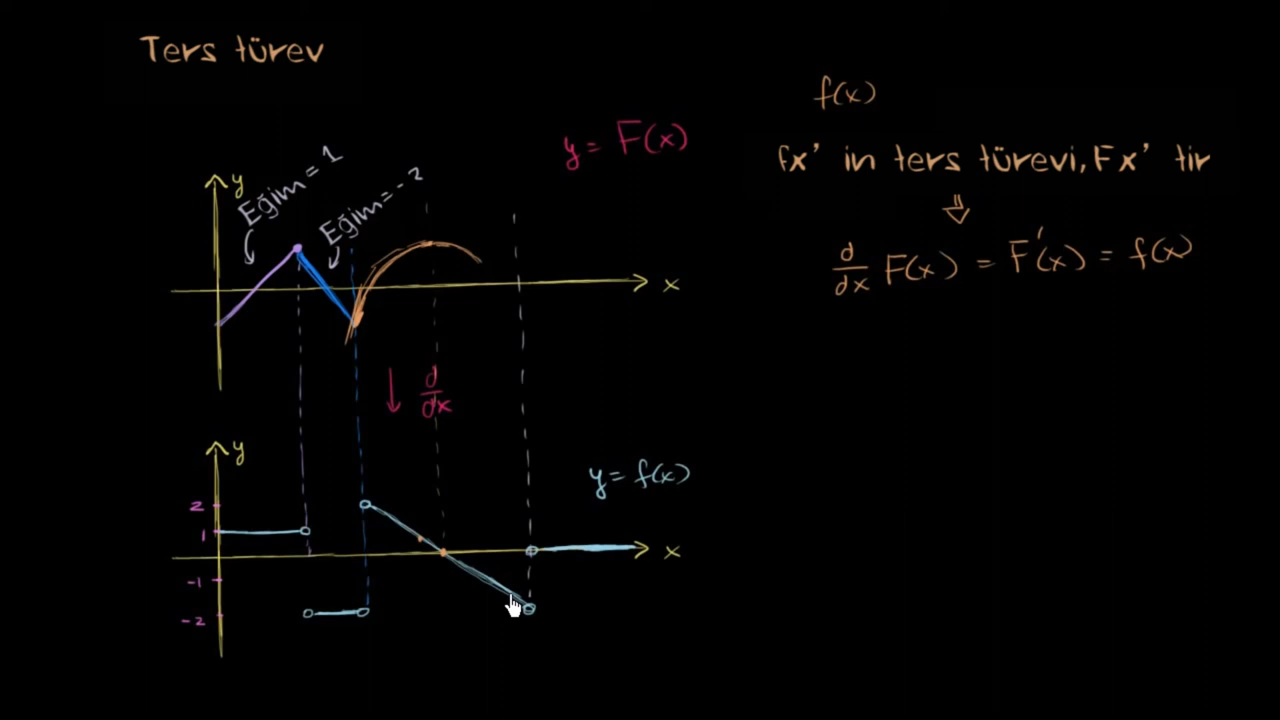 Ters türev
f(x)
y = F(x)
fx' in ters türevi, Fx' tir
⇓
d/dx F(x) = F'(x) = f(x)
y
Eğim = 1
Eğim = -2
x
↓ d/dx
y
y = f(x)
2
1
x
-1
-2